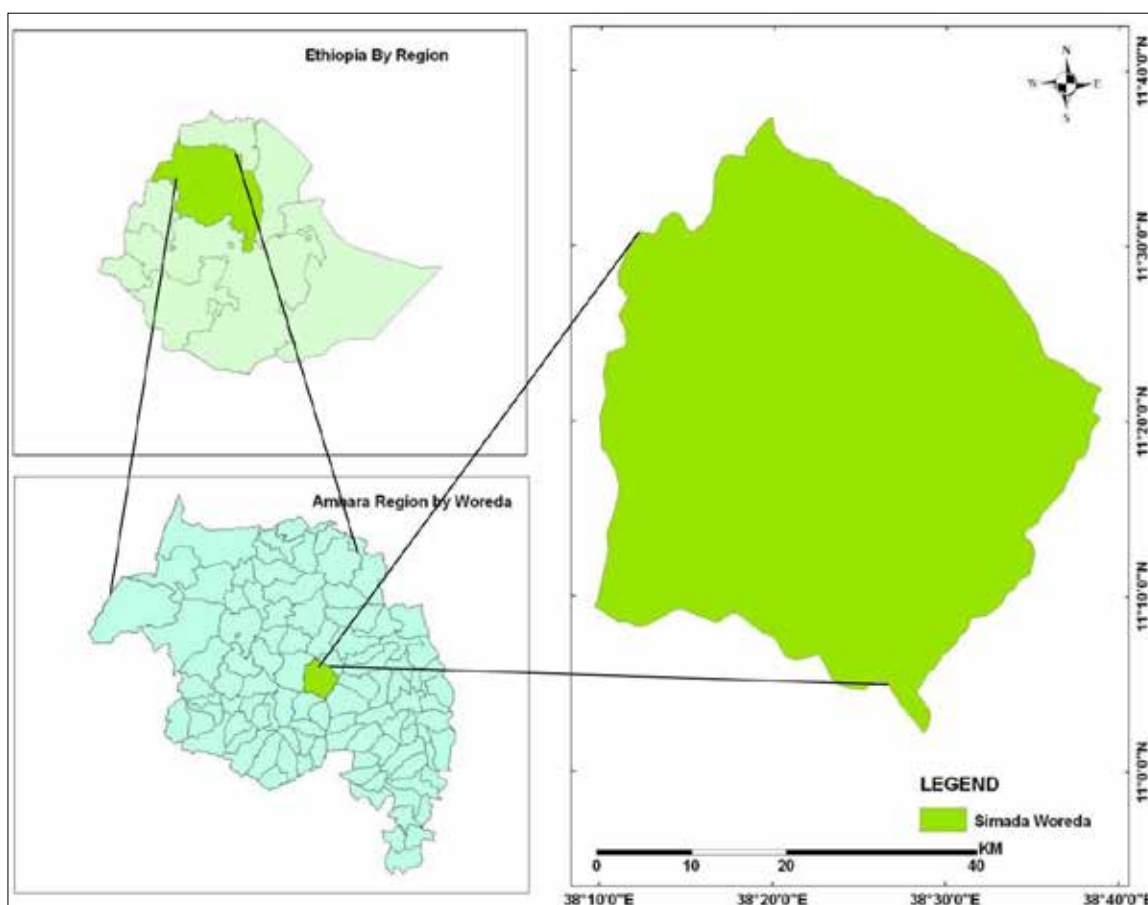 Ethiopia By Region
Amhara Region by Woreda
N
W E
S
11°40'0"N
11°30'0"N
11°20'0"N
11°10'0"N
11°0'0"N
LEGEND
Simada Woreda
KM
0 10 20 40
38°10'0"E 38°20'0"E 38°30'0"E 38°40'0"E